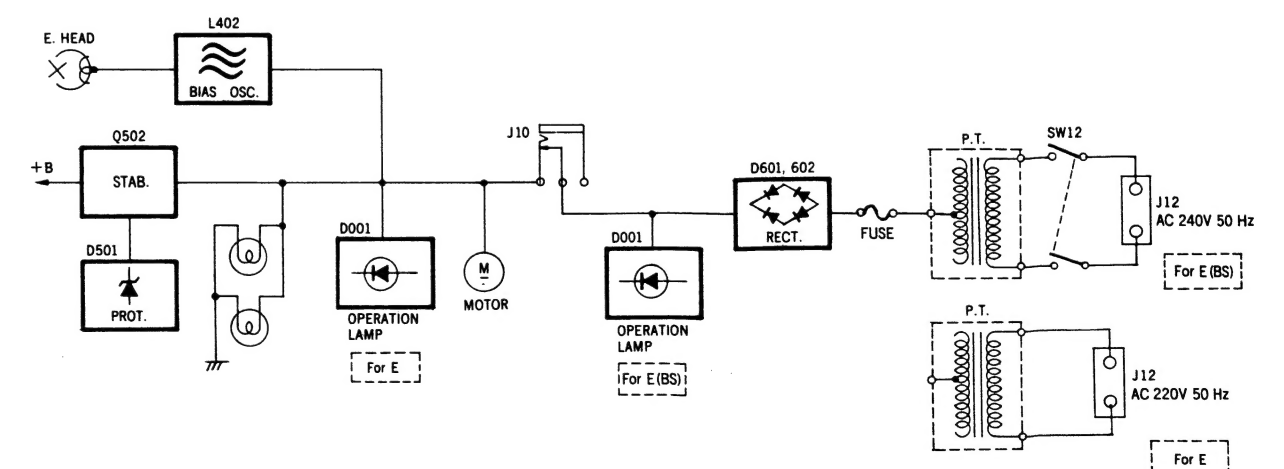 L402
E. HEAD
BIAS OSC.
Q502
+B
STAB.
D501
PROT.
D001
OPERATION
LAMP
For E
M
MOTOR
J10
D001
OPERATION
LAMP
For E (BS)
D601, 602
RECT.
FUSE
P.T.
SW12
J12
AC 240V 50 Hz
For E (BS)
P.T.
J12
AC 220V 50 Hz
For E